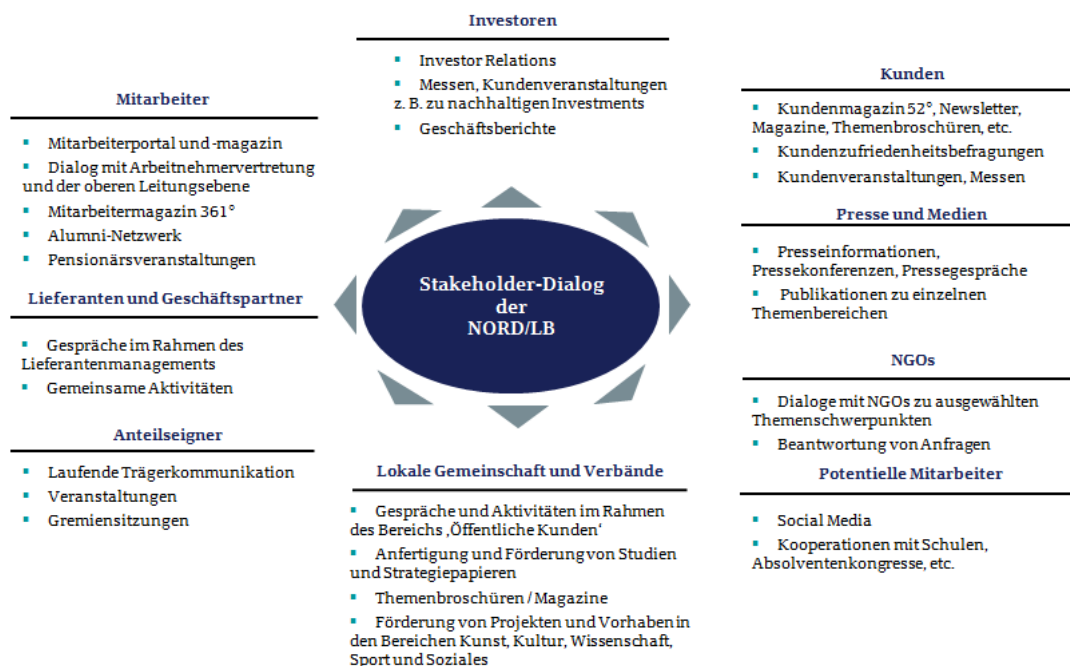 Investoren
▪ Investor Relations
▪ Messen, Kundenveranstaltungen
z. B. zu nachhaltigen Investments
▪ Geschäftsberichte
Mitarbeiter
▪ Mitarbeiterportal und -magazin
▪ Dialog mit Arbeitnehmervertretung
und der oberen Leitungsebene
▪ Mitarbeitermagazin 361°
▪ Alumni-Netzwerk
▪ Pensionärsveranstaltungen
Lieferanten und Geschäftspartner
▪ Gespräche im Rahmen des
Lieferantenmanagements
▪ Gemeinsame Aktivitäten
Anteilseigner
▪ Laufende Trägerkommunikation
▪ Veranstaltungen
▪ Gremiensitzungen
Stakeholder-Dialog
der
NORD/LB
Kunden
▪ Kundenmagazin 52°, Newsletter,
Magazine, Themenbroschüren, etc.
▪ Kundenzufriedenheitsbefragungen
▪ Kundenveranstaltungen, Messen
Presse und Medien
▪ Presseinformationen,
Pressekonferenzen, Pressegespräche
▪ Publikationen zu einzelnen
Themenbereichen
NGOs
▪ Dialoge mit NGOs zu ausgewählten
Themenschwerpunkten
▪ Beantwortung von Anfragen
Potentielle Mitarbeiter
▪ Social Media
▪ Kooperationen mit Schulen,
Absolventenkongresse, etc.
Lokale Gemeinschaft und Verbände
▪ Gespräche und Aktivitäten im Rahmen
des Bereichs ‚Öffentliche Kunden‘
▪ Anfertigung und Förderung von Studien
und Strategiepapieren
▪ Themenbroschüren / Magazine
▪ Förderung von Projekten und Vorhaben in
den Bereichen Kunst, Kultur, Wissenschaft,
Sport und Soziales